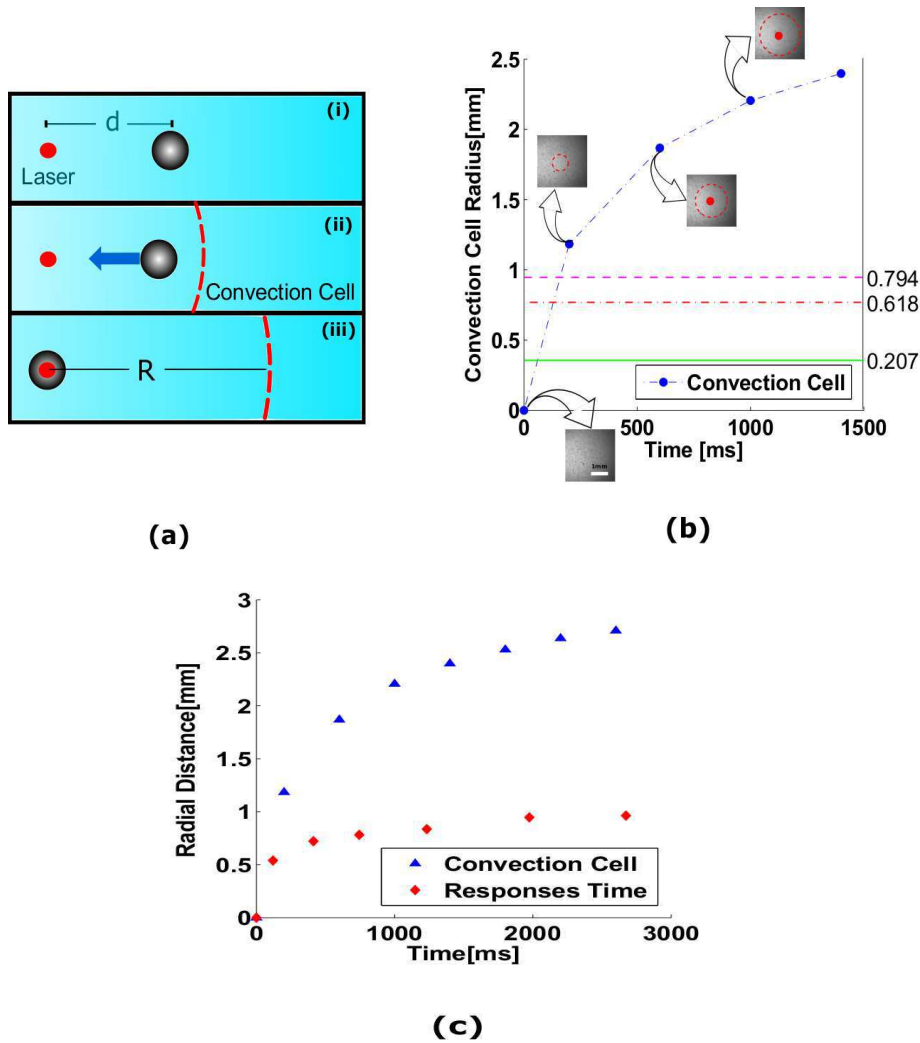 (i)
d
Laser
(ii)
Convection Cell
(iii)
R
(a)
Convection Cell Radius[mm]
2.5
2
1.5
1
0.5
0
0.794
0.618
0.207
Convection Cell
1mm
0
500
1000
1500
Time [ms]
(b)
Radial Distance[mm]
3
2.5
2
1.5
1
0.5
0
Convection Cell
Responses Time
0
1000
2000
3000
Time[ms]
(c)